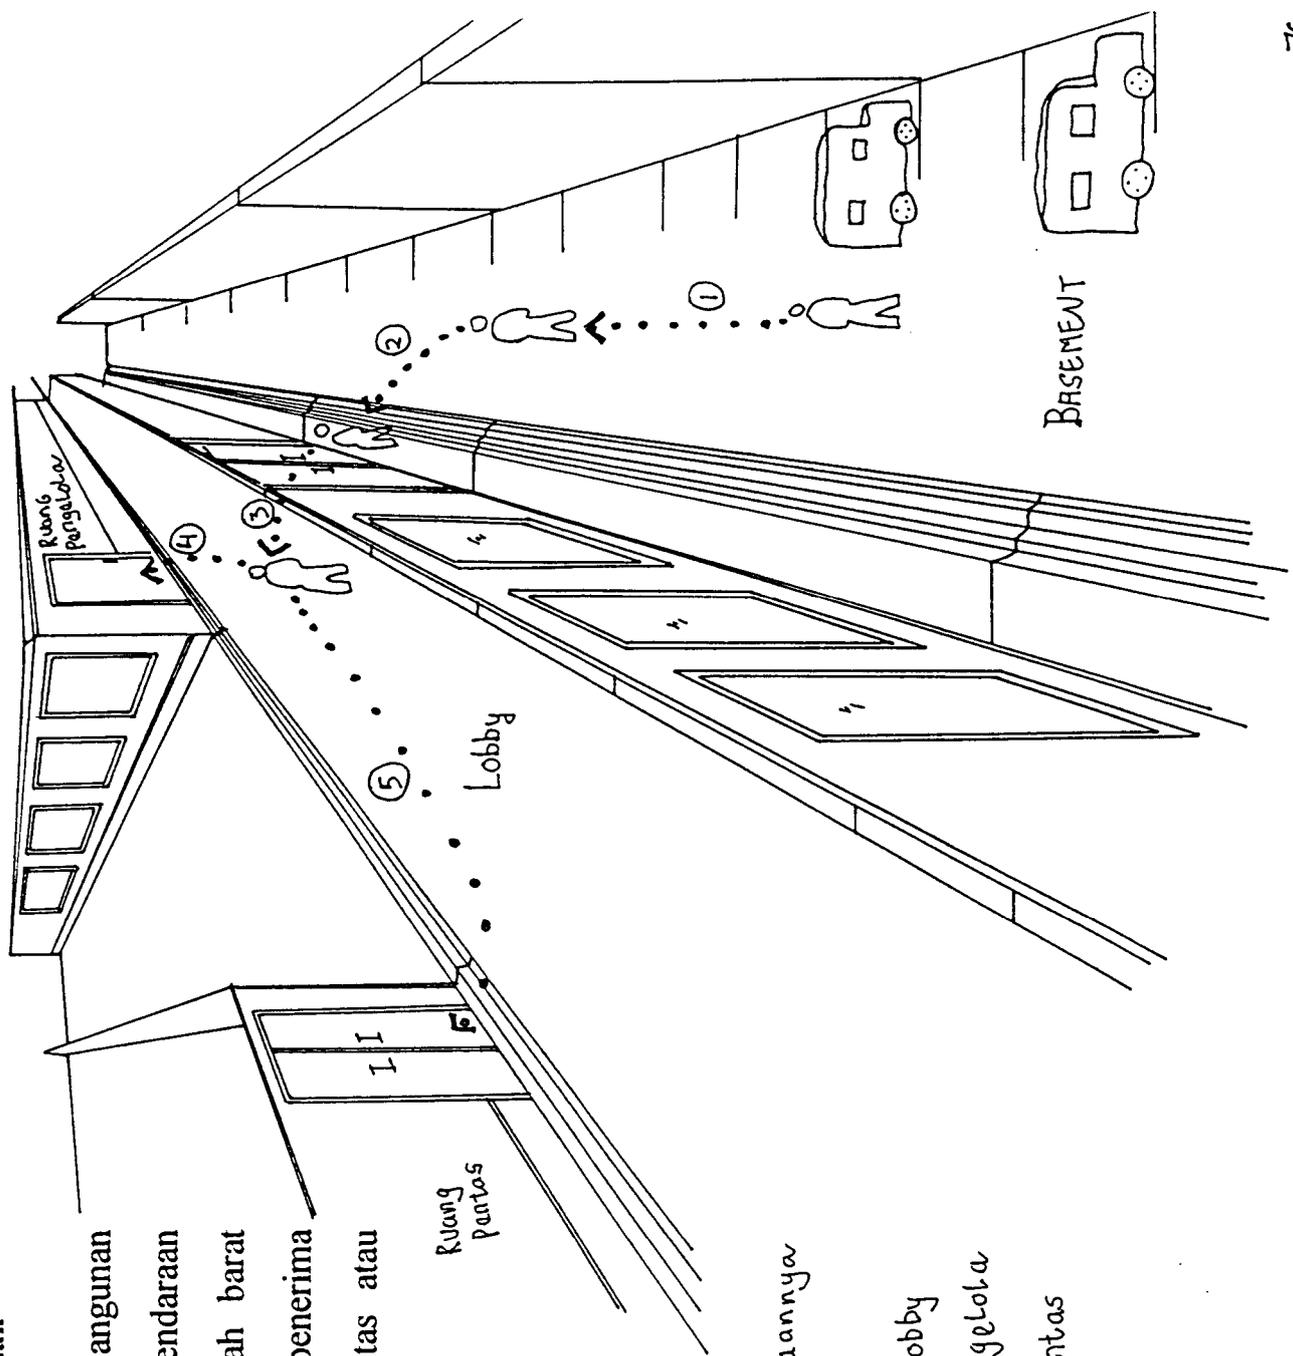 angunan
endaraan
ah barat
penerima
tas atau
Ruang
Pengelola
4
3
2
1
5
Lobby
BASEMENT
Ruang
pentas
uannya
obby
gelola
ntas